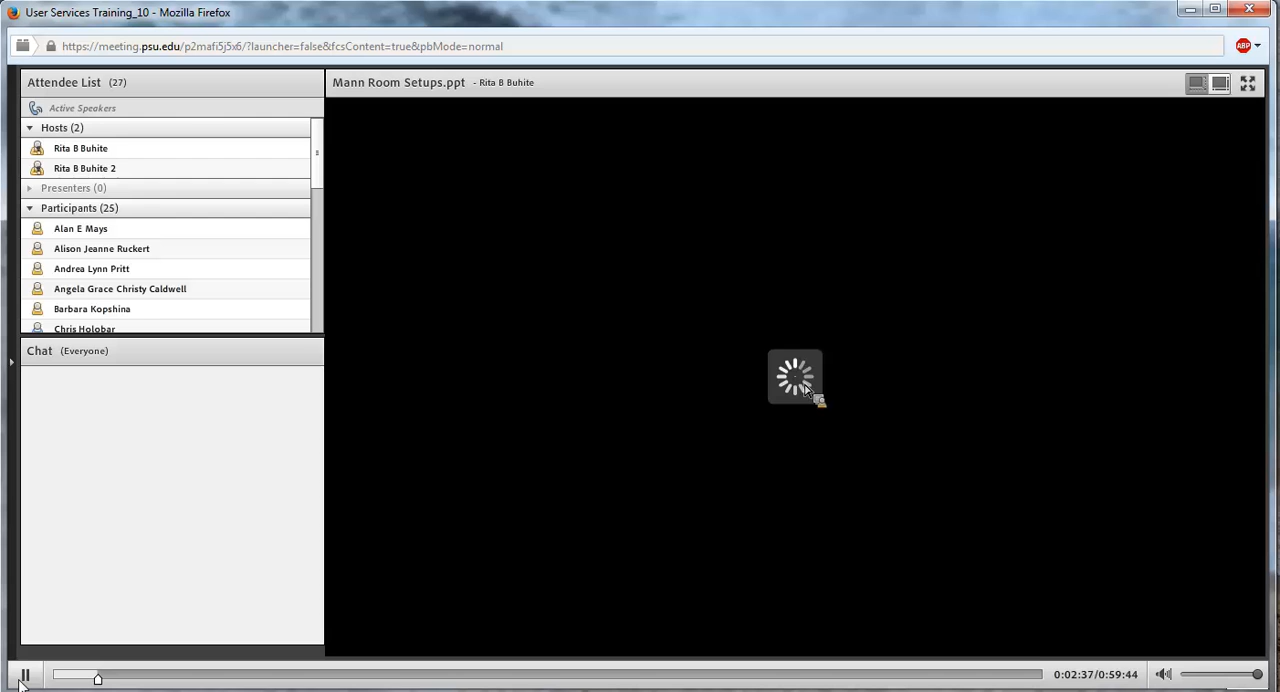 User Services Training_10 - Mozilla Firefox
https://meeting.psu.edu/p2mafi5j5x6/?launcher=false&fcsContent=true&pbMode=normal
ABP
Attendee List (27)
Mann Room Setups.ppt - Rita B Buhite
Active Speakers
Hosts (2)
Rita B Buhite
Rita B Buhite 2
Presenters (0)
Participants (25)
Alan E Mays
Alison Jeanne Ruckert
Andrea Lynn Pritt
Angela Grace Christy Caldwell
Barbara Kopshina
Chris Holobar
Chat (Everyone)
0:02:37/0:59:44